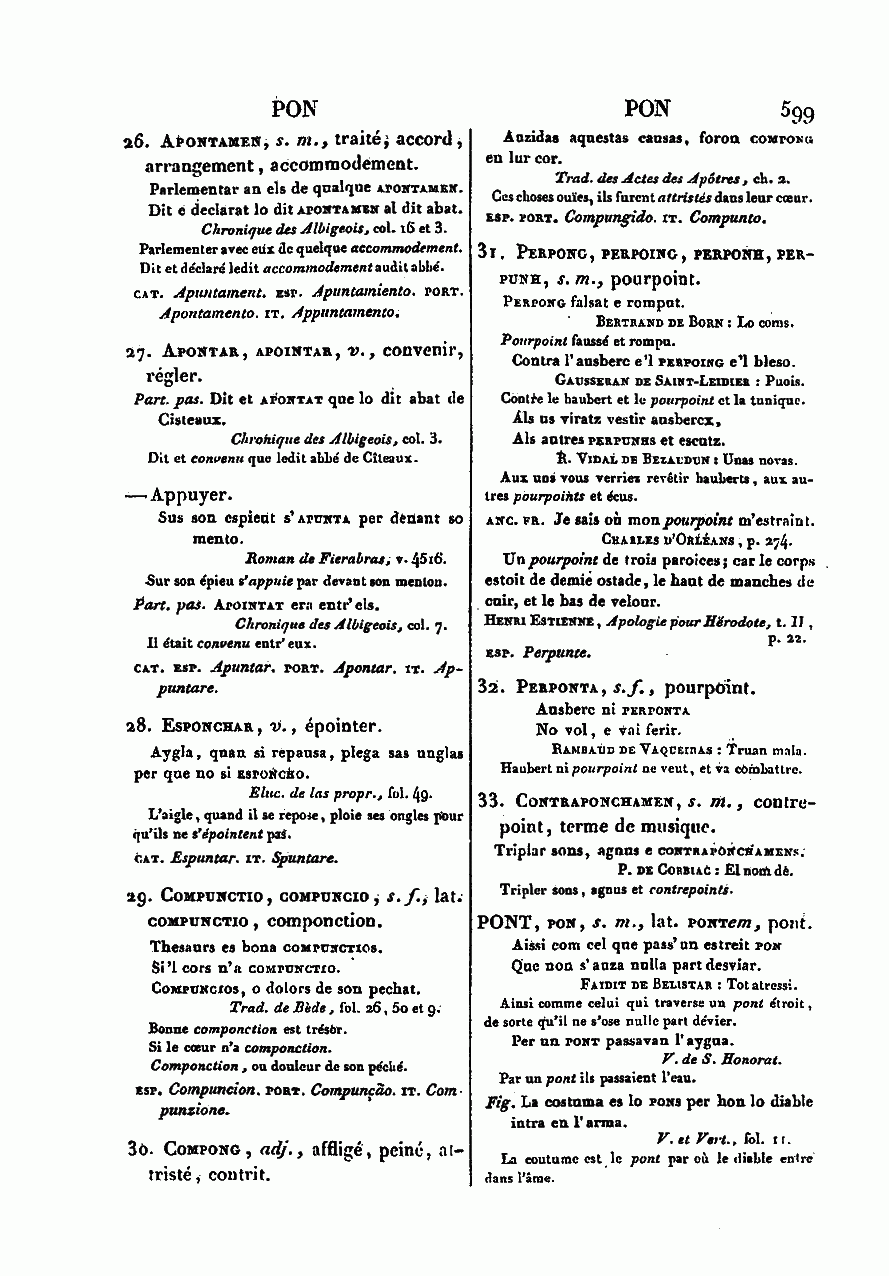 PON
PON 599
26. Apontamen, s. m., traité, accord,
arrangement, accommodement.
Parlementar an els de qualque apontamen.
Dit e declarat lo dit apontamen al dit abat.
Chronique des Albigeois, col. 16 et 3.
Parlementer avec eux de quelque accommodement.
Dit et déclaré ledit accommodement audit abbé.
cat. Apuntament. esp. Apuntamiento. port.
Apontamento. it. Appuntamento.
27. Apontar, apointar, v., convenir,
régler.
Part. pas. Dit et apontat que lo dit abat de
Cisteaux.
Chronique des Albigeois, col. 3.
Dit et convenu que ledit abbé de Cîteaux.
— Appuyer.
Sus son espieut s'apunta per denant so
mento.
Roman de Fierabras, v. 4516.
Sur son épieu s'appuie par devant son menton.
Part. pas. Apointat era entr'els.
Chronique des Albigeois, col. 7.
Il était convenu entr'eux.
cat. esp. Apuntar. port. Apontar. it. Ap-
puntare.
28. Esponchar, v., épointer.
Aygla, quan si repausa, plega sas unglas
per que no si esponcho.
Eluc. de las propr., fol. 49.
L'aigle, quand il se repose, ploie ses ongles pour
qu'ils ne s'épointent pas.
cat. Espuntar. it. Spuntare.
29. Compunctio, compuncio, s. f., lat.
compunctio, componction.
Thesaurs es bona compunctios.
Si'l cors n'a compunctio.
Compuncios, o dolors de son pechat.
Trad. de Bède, fol. 26, 50 et 9.
Bonne componction est trésor.
Si le cœur n'a componction.
Componction, ou douleur de son péché.
esp. Compuncion. port. Compunção. it. Com-
punzione.
30. Compong, adj., affligé, peiné, at-
tristé, contrit.
Auzidas aquestas causas, foron compong
en lur cor.
Trad. des Actes des Apôtres, ch. 2.
Ces choses ouïes, ils furent attristés dans leur cœur.
esp. port. Compungido. it. Compunto.
31. Perpong, perpoing, perponh, per-
punh, s. m., pourpoint.
Perpong falsat e romput.
Bertrand de Born : Lo coms.
Pourpoint faussé et rompu.
Contra l'ausberc e'l perpoing e'l bleso.
Gausseran de Saint-Leidier : Puois.
Contre le haubert et le pourpoint et la tunique.
Als us viratz vestir ausbercx,
Als autres perpunhs et escutz.
R. Vidal de Bezaudun : Unas novas.
Aux uns vous verriez revêtir hauberts, aux au-
tres pourpoints et écus.
anc. fr. Je sais où mon pourpoint m'estraint.
Charles d'Orléans, p. 274.
Un pourpoint de trois paroices; car le corps
estoit de demie ostade, le haut de manches de
cuir, et le bas de velour.
Henri Estienne, Apologie pour Hérodote, t. II,
p. 22.
esp. Perpunte.
32. Perponta, s. f., pourpoint.
Ausberc ni perponta
No vol, e vai ferir.
Rambaud de Vaqueiras : Truan mala.
Haubert ni pourpoint ne veut, et va combattre.
33. Contraponchamen, s. m., contre-
point, terme de musique.
Triplar sons, agnus e contraponchamens.
P. de Corbiac : El nom de.
Tripler sons, agnus et contrepoints.
PONT, pon, s. m., lat. pontem, pont.
Aissi com cel que pass'un estreit pon
Que non s'auza nulla part desviar.
Faidit de Belistar : Tot atressi.
Ainsi comme celui qui traverse un pont étroit,
de sorte qu'il ne s'ose nulle part dévier.
Per un pont passavan l'aygua.
V. de S. Honorat.
Par un pont ils passaient l'eau.
Fig. La costuma es lo pons per hon lo diable
intra en l'arma.
V. et Vert., fol. 11.
La coutume est le pont par où le diable entre
dans l'âme.